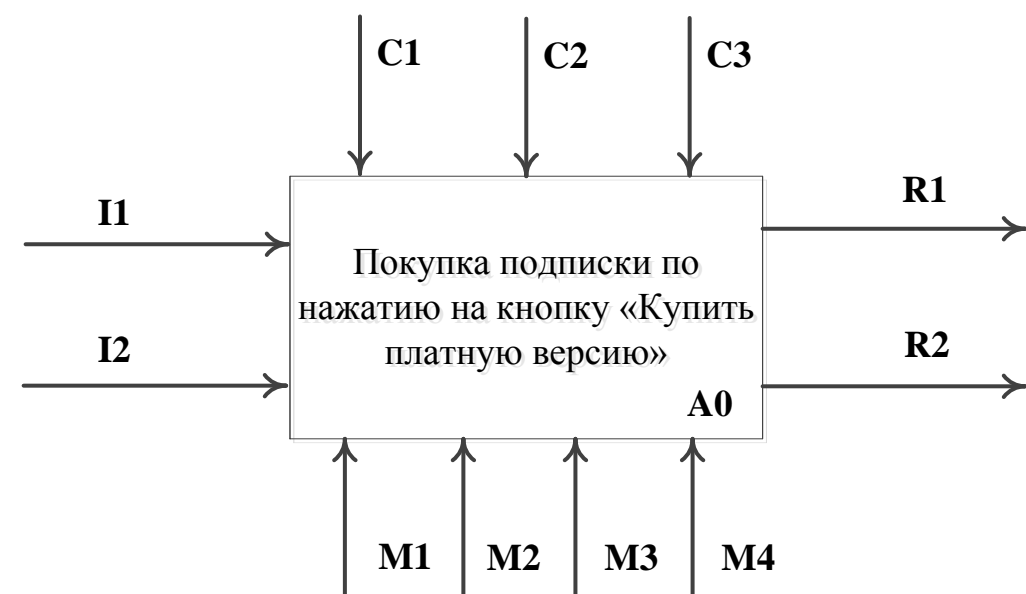 C1
C2
C3
I1
R1
Покупка подписки по
нажатию на кнопку «Купить
платную версию»
I2
R2
A0
M1
M2
M3
M4